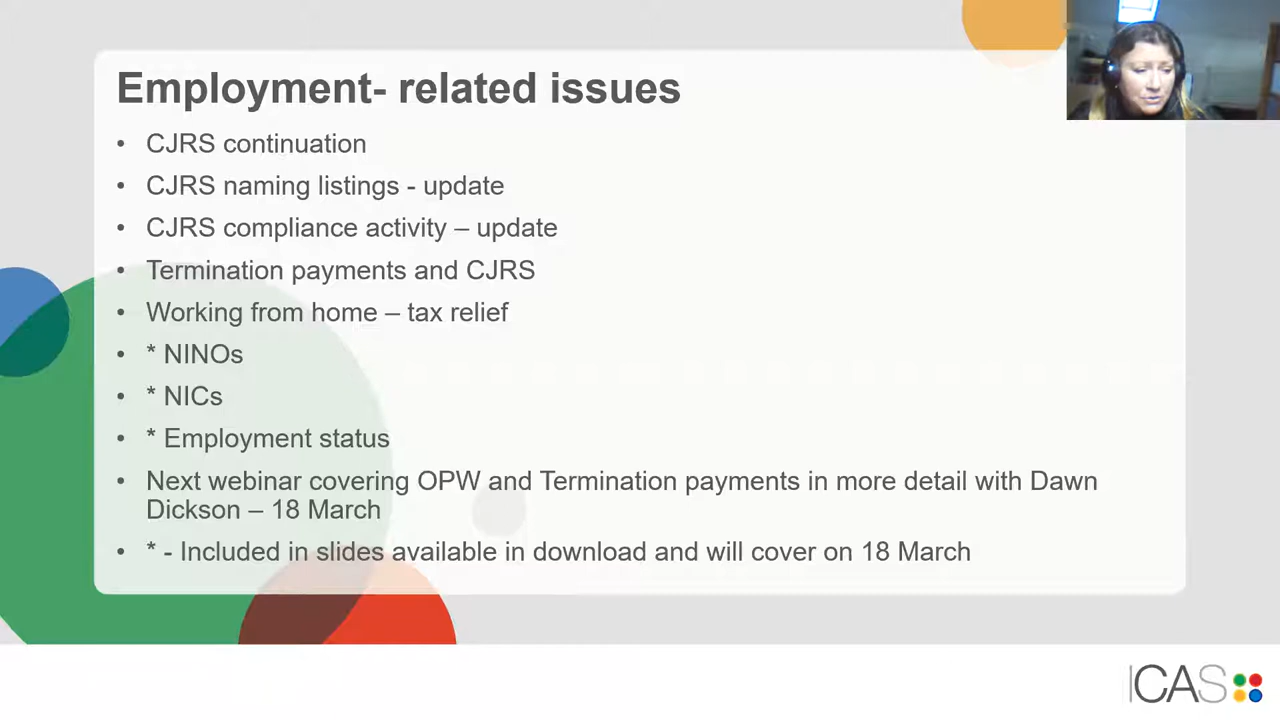 Employment- related issues
• CJRS continuation
• CJRS naming listings - update
• CJRS compliance activity – update
• Termination payments and CJRS
• Working from home – tax relief
• * NINOs
• * NICs
• * Employment status
• Next webinar covering OPW and Termination payments in more detail with Dawn
Dickson – 18 March
• * - Included in slides available in download and will cover on 18 March
ICAS